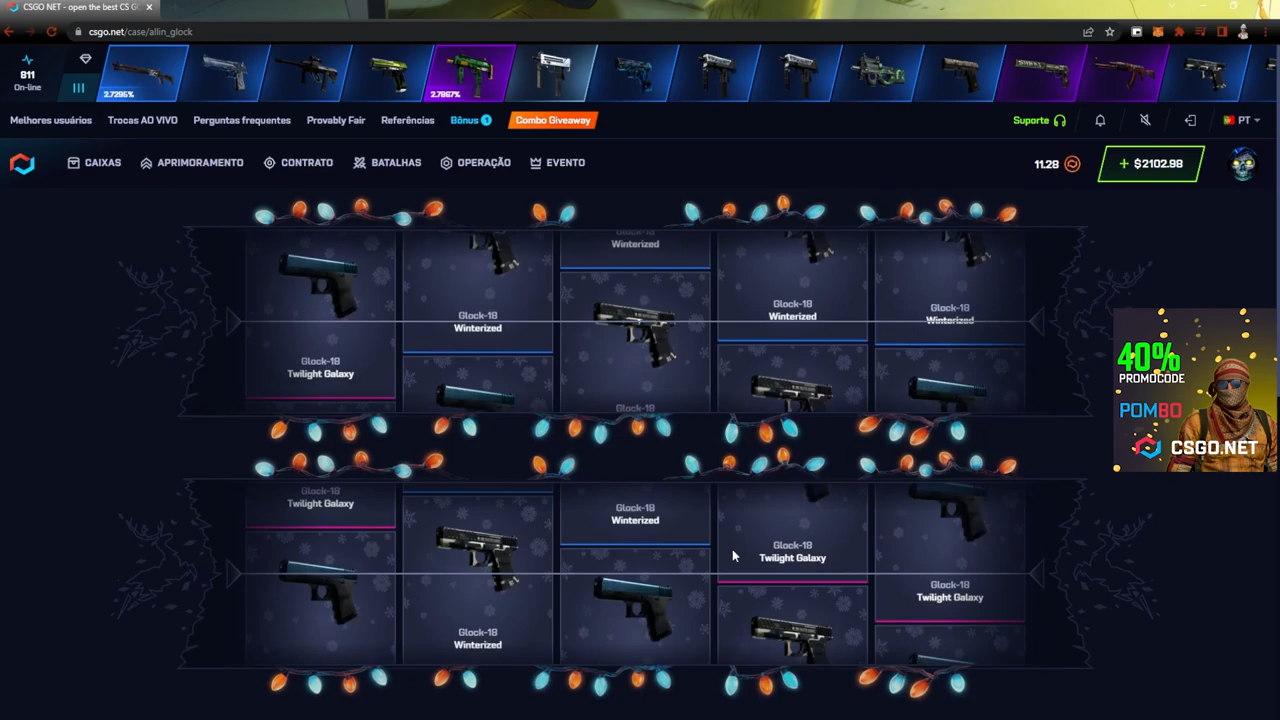 CSGO NET - open the best CS G
csgo.net/case/allin_glock
811
On-line
2.7295%
2.7867%
Melhores usuários
Trocas AO VIVO
Perguntas frequentes
Provably Fair
Referências
Bônus 1
Combo Giveaway
Suporte
PT
CAIXAS
APRIMORAMENTO
CONTRATO
BATALHAS
OPERAÇÃO
EVENTO
11.28
+ $2102.98
Glock-18
Twilight Galaxy
Glock-18
Winterized
Winterized
Glock-18
Glock-18
Winterized
Glock-18
Winterized
40%
PROMOCODE
POMBO
CSGO.NET
Glock-18
Twilight Galaxy
Glock-18
Winterized
Glock-18
Winterized
Glock-18
Twilight Galaxy
Glock-18
Twilight Galaxy